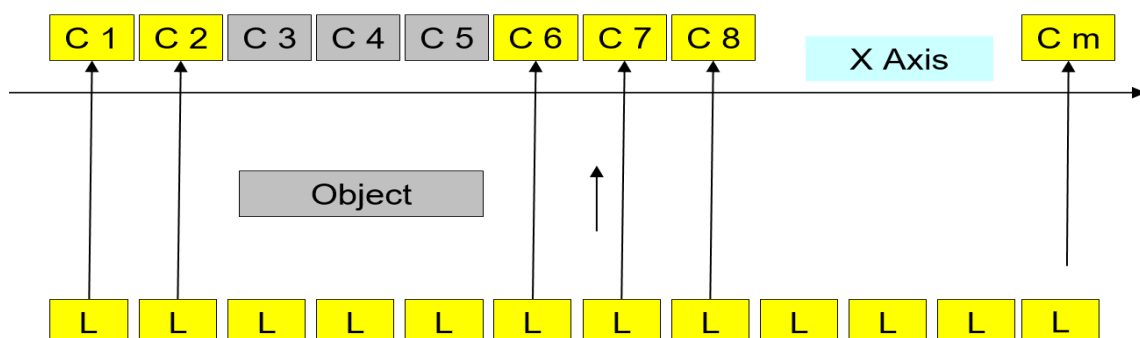 C 1 C 2 C 3 C 4 C 5 C 6 C 7 C 8 X Axis C m
Object
L L L L L L L L L L L L